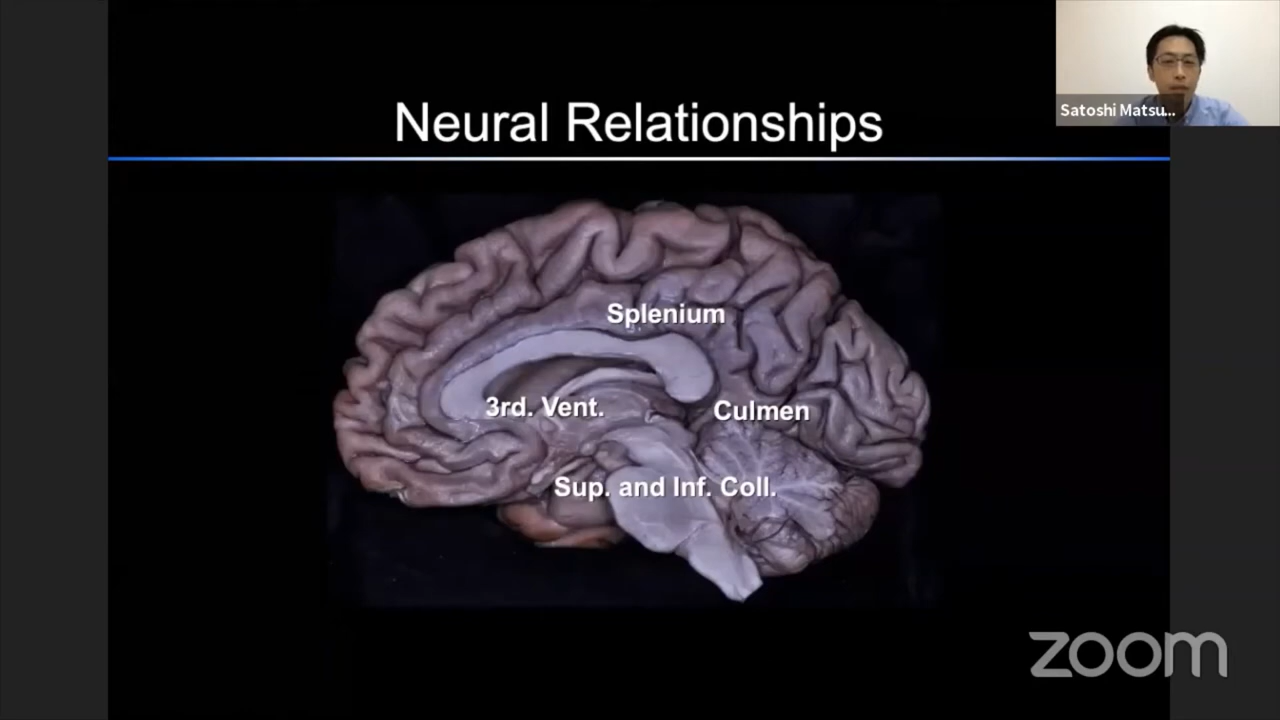 Neural Relationships
Satoshi Matsu...
Splenium
3rd. Vent.
Culmen
Sup. and Inf. Coll.
zoom